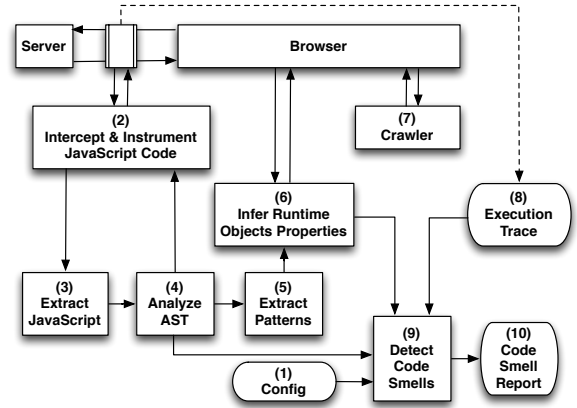 Server
Browser
(2)
Intercept & Instrument
JavaScript Code
(7)
Crawler
(6)
Infer Runtime
Objects Properties
(8)
Execution
Trace
(3)
Extract
JavaScript
(4)
Analyze
AST
(5)
Extract
Patterns
(9)
Detect
Code
Smells
(10)
Code
Smell
Report
(1)
Config